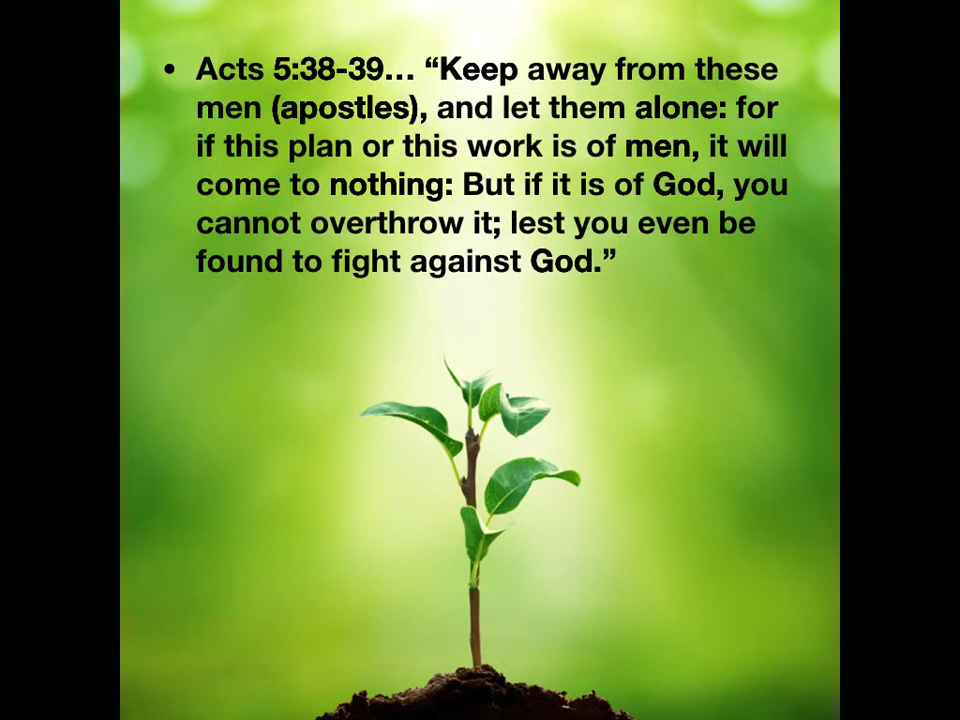 • Acts 5:38-39… “Keep away from these
men (apostles), and let them alone: for
if this plan or this work is of men, it will
come to nothing: But if it is of God, you
cannot overthrow it; lest you even be
found to fight against God.”